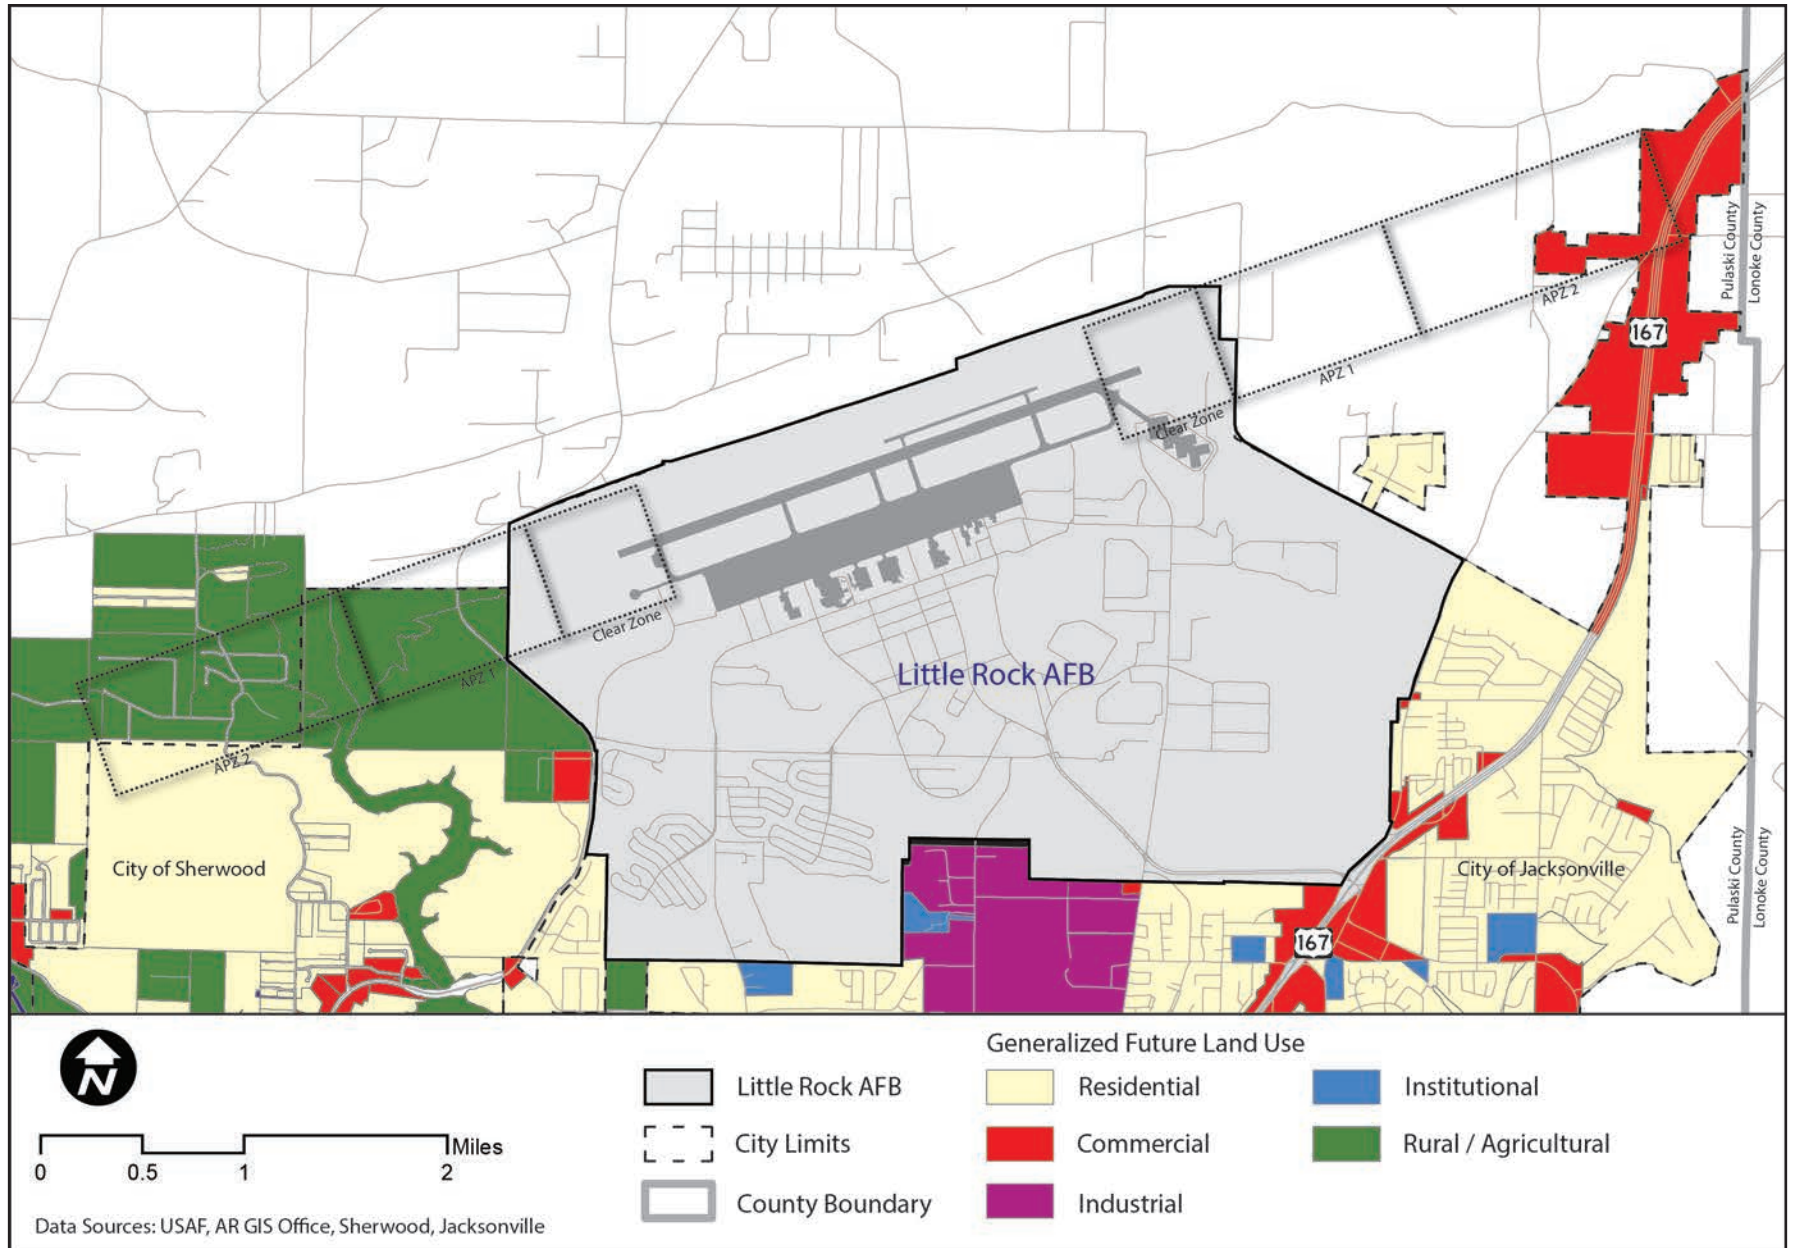 Pulaski County
Lonoke County
APZ 2
167
APZ 1
Clear Zone
Clear Zone
Little Rock AFB
APZ 1
APZ 2
City of Sherwood
City of Jacksonville
Pulaski County
Lonoke County
167
N
0 0.5 1 2 Miles
Data Sources: USAF, AR GIS Office, Sherwood, Jacksonville
Little Rock AFB
City Limits
County Boundary
Generalized Future Land Use
Residential
Commercial
Industrial
Institutional
Rural / Agricultural